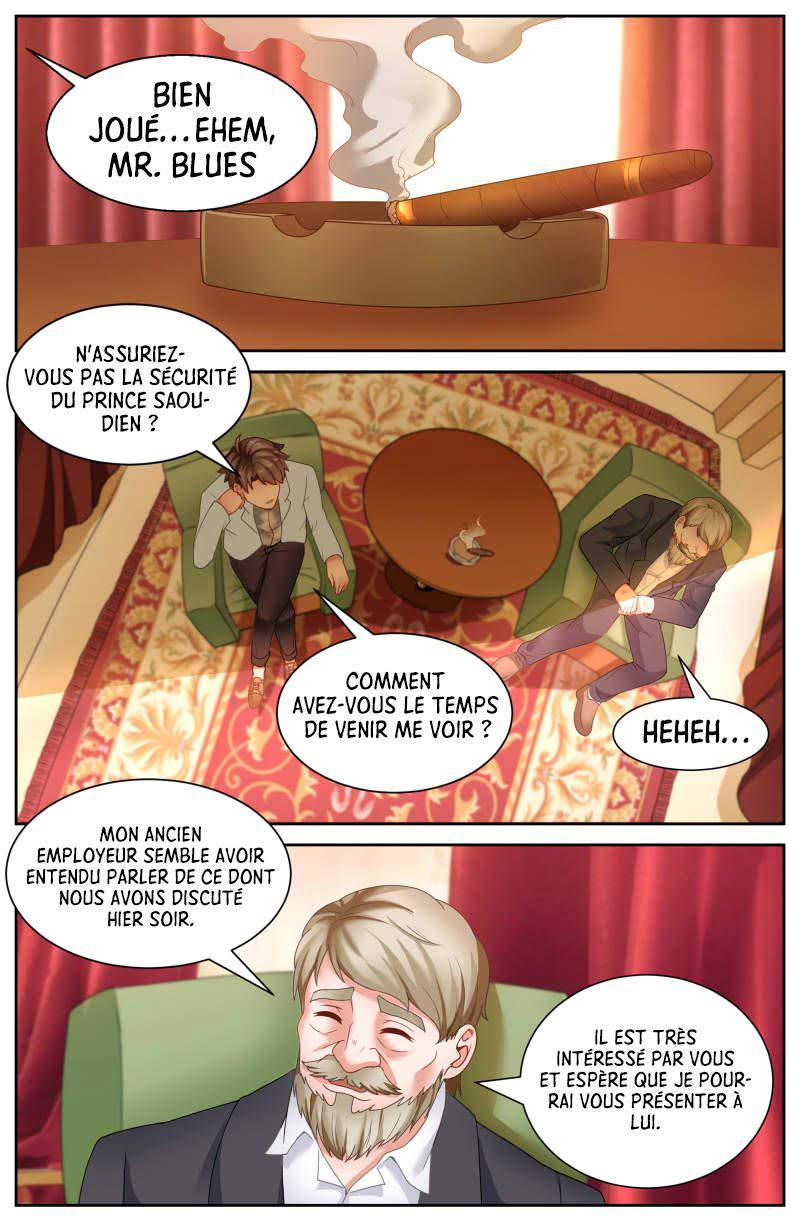 BIEN
JOUÉ...EHEM,
MR. BLUES
N'ASSURIEZ-
VOUS PAS LA SÉCURITÉ
DU PRINCE SAOU-
DIEN ?
COMMENT
AVEZ-VOUS LE TEMPS
DE VENIR ME VOIR ?
HEHEH...
MON ANCIEN
EMPLOYEUR SEMBLE AVOIR
ENTENDU PARLER DE CE DONT
NOUS AVONS DISCUTÉ
HIER SOIR.
IL EST TRÈS
INTÉRESSÉ PAR VOUS
ET ESPÈRE QUE JE POUR-
RAI VOUS PRÉSENTER À
LUI.